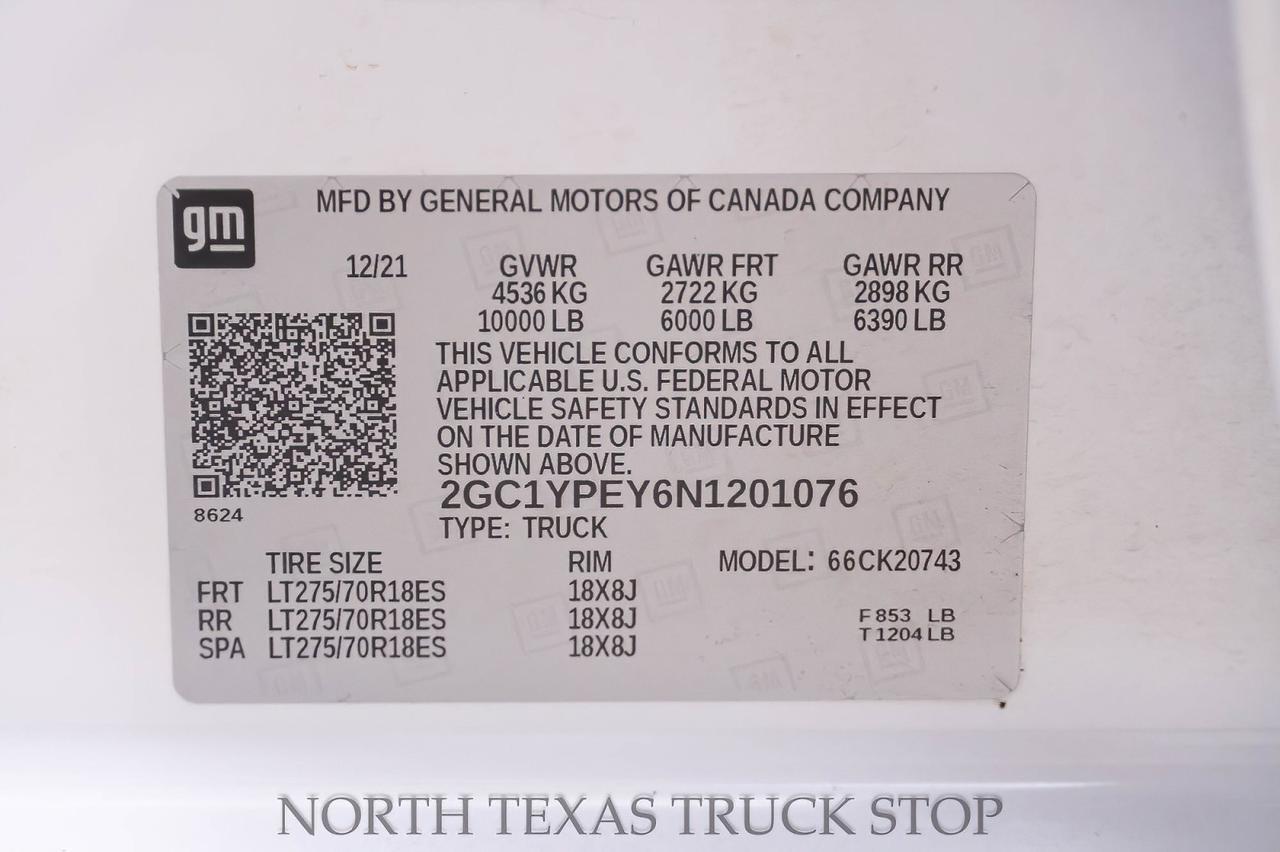 gm
MFD BY GENERAL MOTORS OF CANADA COMPANY
12/21 GVWR GAWR FRT GAWR RR
4536 KG 2722 KG 2898 KG
10000 LB 6000 LB 6390 LB
THIS VEHICLE CONFORMS TO ALL
APPLICABLE U.S. FEDERAL MOTOR
VEHICLE SAFETY STANDARDS IN EFFECT
ON THE DATE OF MANUFACTURE
SHOWN ABOVE.
2GC1YPEY6N1201076
8624
TYPE: TRUCK
TIRE SIZE RIM MODEL: 66CK20743
FRT LT275/70R18ES 18X8J
RR LT275/70R18ES 18X8J F 853 LB
SPA LT275/70R18ES 18X8J T 1204 LB
NORTH TEXAS TRUCK STOP